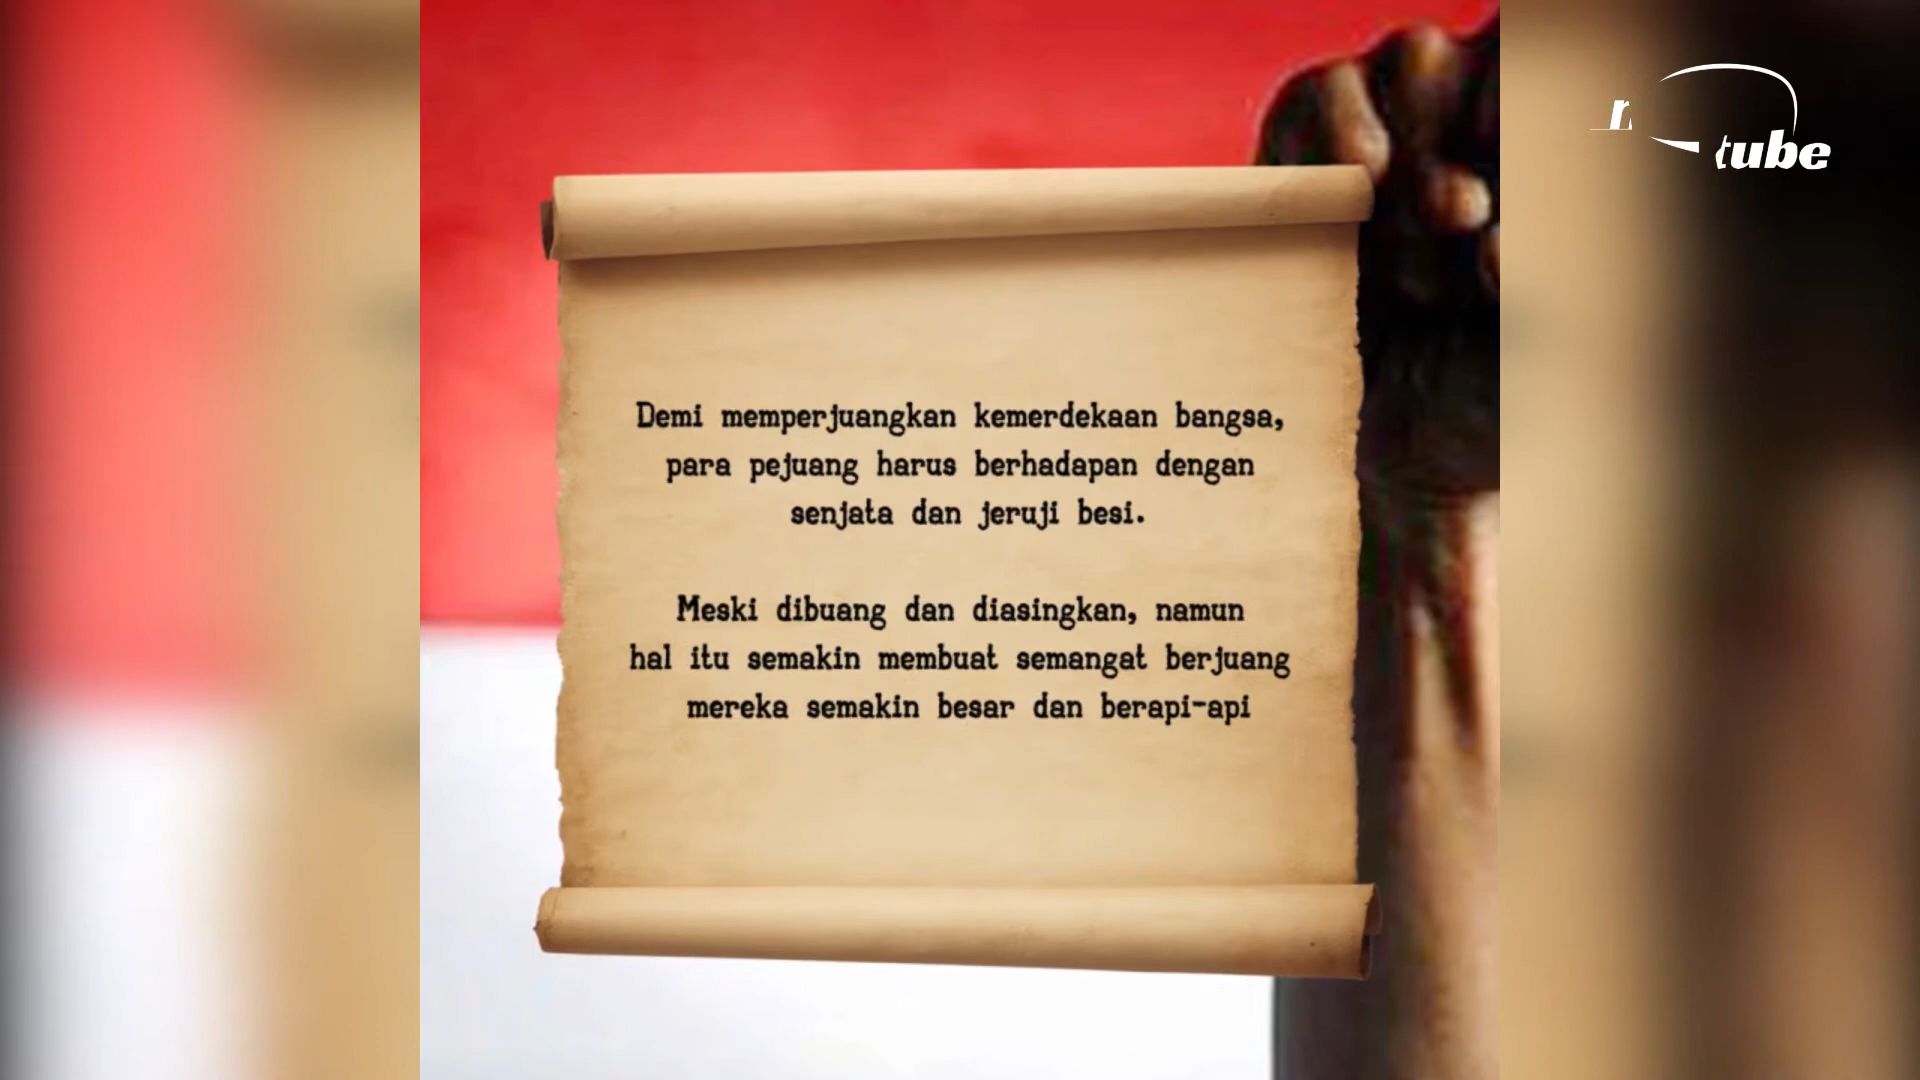 tube
Demi memperjuangkan kemerdekaan bangsa,
para pejuang harus berhadapan dengan
senjata dan jeruji besi.
Meski dibuang dan diasingkan, namun
hal itu semakin membuat semangat berjuang
mereka semakin besar dan berapi-api